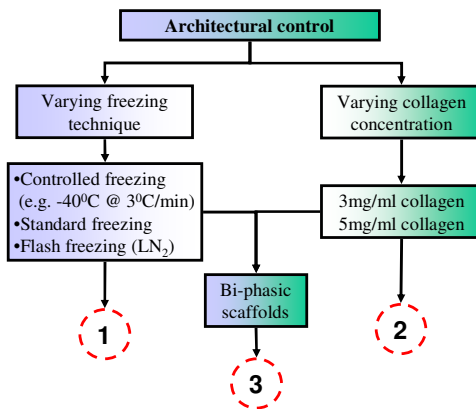 Architectural control
Varying freezing
technique
Varying collagen
concentration
•Controlled freezing
(e.g. -40⁰C @ 3⁰C/min)
•Standard freezing
•Flash freezing (LN₂)
3mg/ml collagen
5mg/ml collagen
Bi-phasic
scaffolds
1
2
3